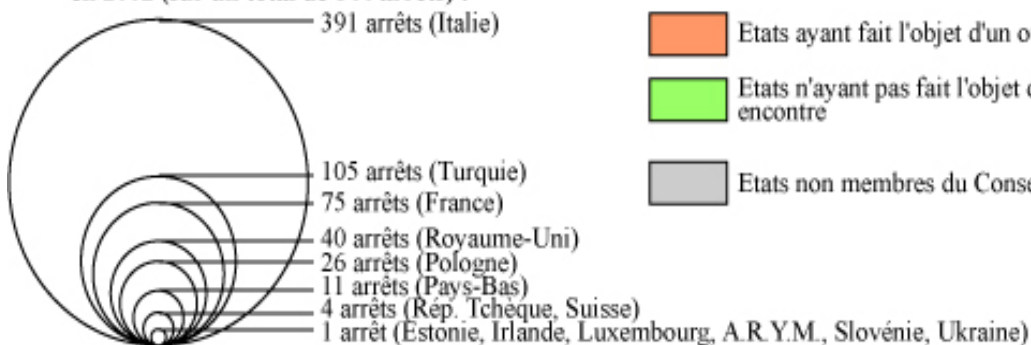 391 arrêts (Italie)
105 arrêts (Turquie)
75 arrêts (France)
40 arrêts (Royaume-Uni)
26 arrêts (Pologne)
11 arrêts (Pays-Bas)
4 arrêts (Rép. Tchèque, Suisse)
1 arrêt (Estonie, Irlande, Luxembourg, A.R.Y.M., Slovénie, Ukraine)
Etats ayant fait l'objet d'un
Etats n'ayant pas fait l'objet
encontre
Etats non membres du